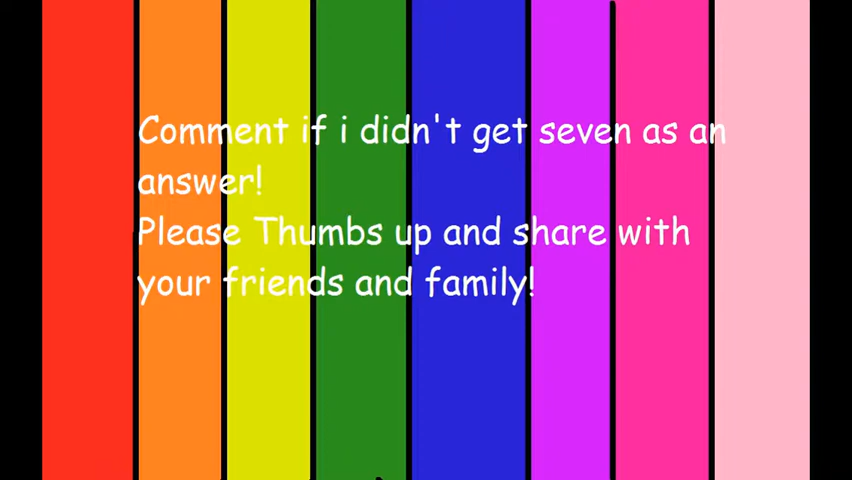 Comment if i didn't get seven as an
answer!
Please Thumbs up and share with
your friends and family!